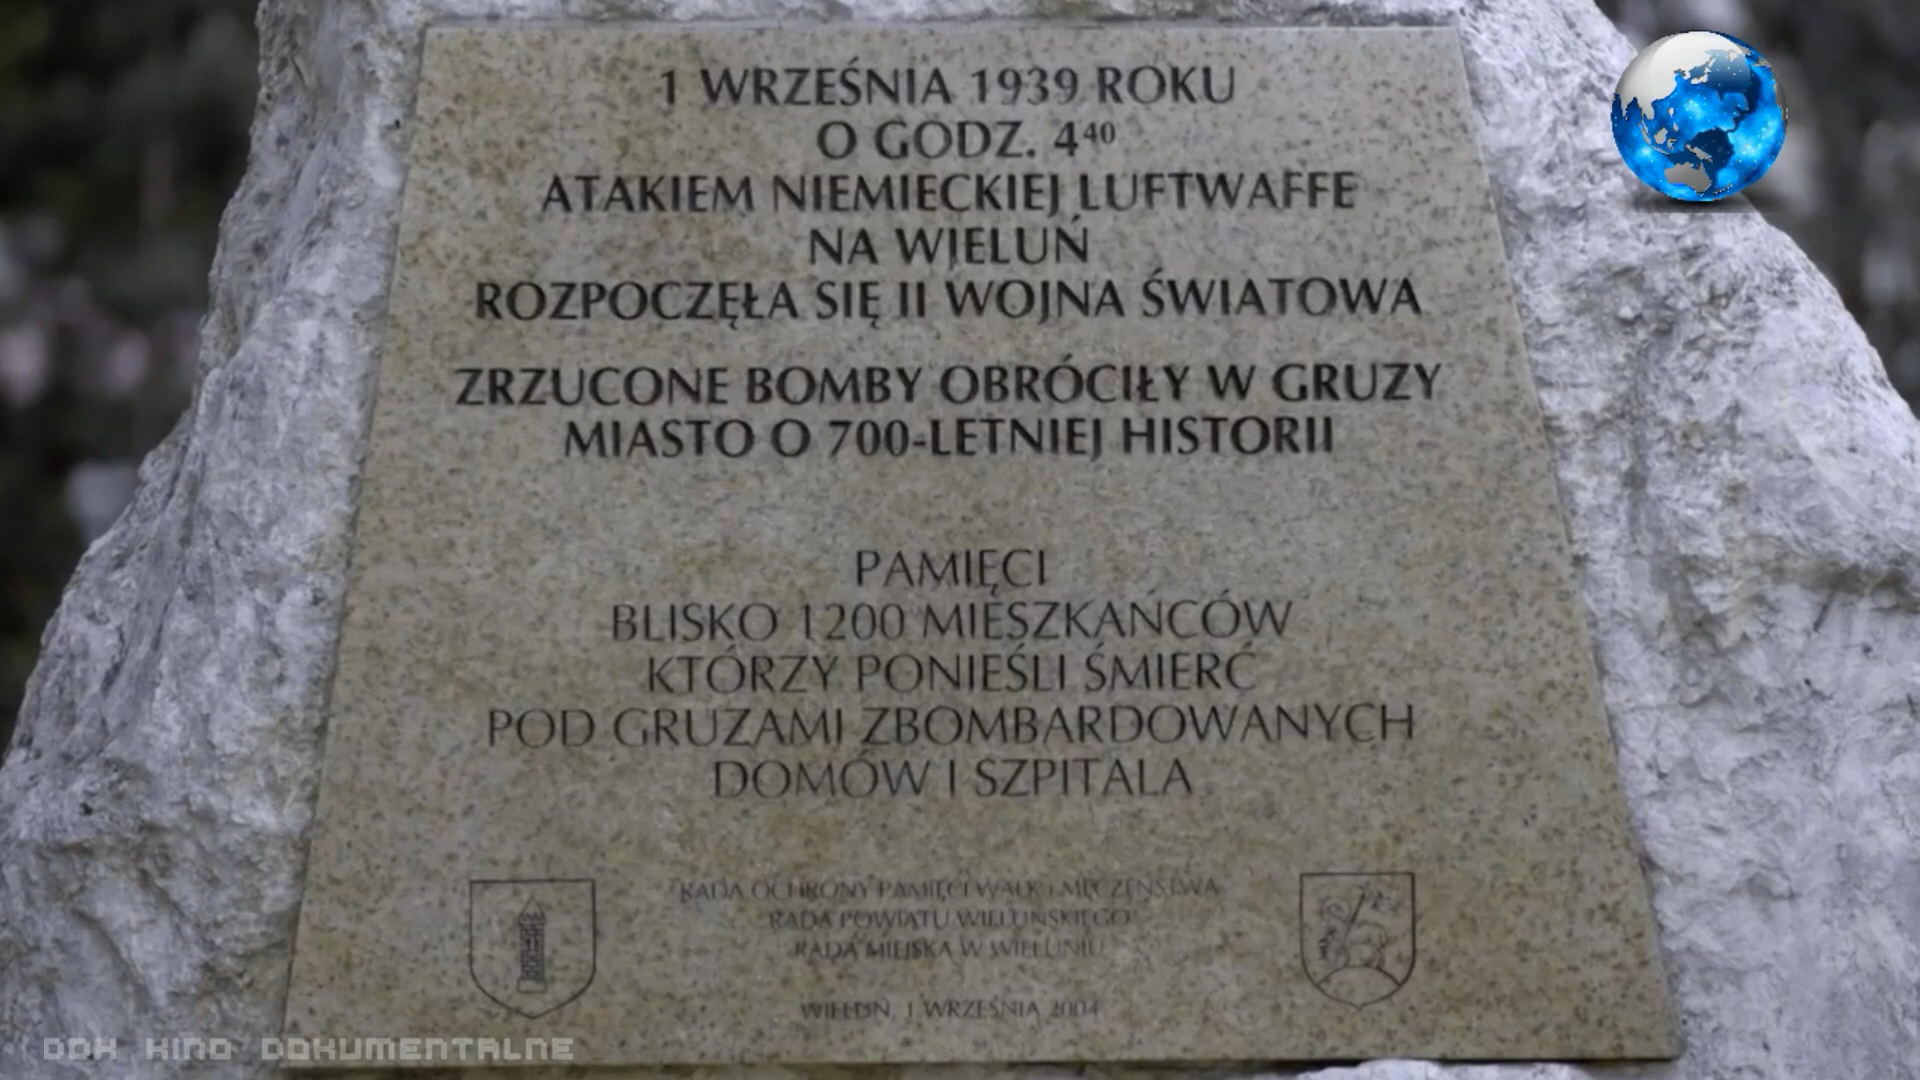 1 WRZEŚNIA 1939 ROKU
O GODZ. 4⁴⁰
ATAKIEM NIEMIECKIEJ LUFTWAFFE
NA WIELUŃ
ROZPOCZĘŁA SIĘ II WOJNA ŚWIATOWA
ZRZUCONE BOMBY OBRÓCIŁY W GRUZY
MIASTO O 700-LETNIEJ HISTORII
PAMIĘCI
BLISKO 1200 MIESZKAŃCÓW
KTÓRZY PONIEŚLI ŚMIERĆ
POD GRUZAMI ZBOMBARDOWANYCH
DOMÓW I SZPITALA
RADA OCHRONY PAMIĘCI WALK I MĘCZEŃSTWA
RADA POWIATU WIELUŃSKIEGO
RADA MIEJSKA W WIELUNIU
WIELUŃ, 1 WRZEŚNIA 2004
DDK KINO DOKUMENTALNE